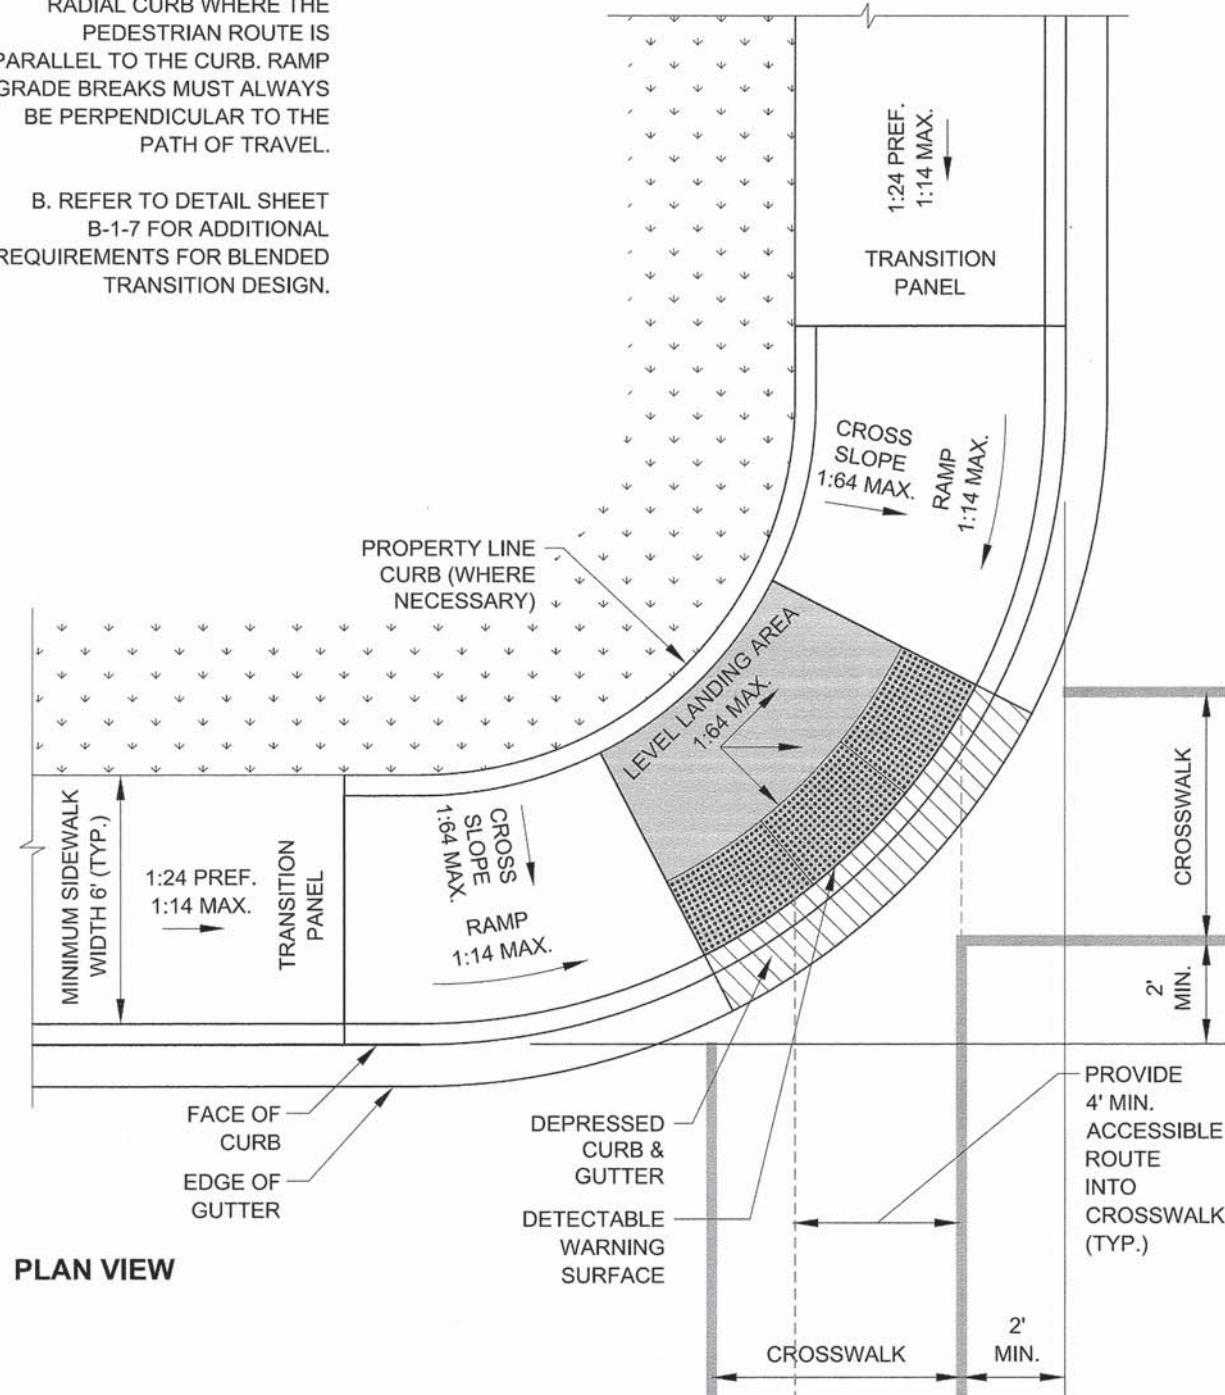 RADIAL CURB WHERE THE
PEDESTRIAN ROUTE IS
PARALLEL TO THE CURB. RAMP
GRADE BREAKS MUST ALWAYS
BE PERPENDICULAR TO THE
PATH OF TRAVEL.
B. REFER TO DETAIL SHEET
B-1-7 FOR ADDITIONAL
REQUIREMENTS FOR BLENDED
TRANSITION DESIGN.
1:24 PREF.
1:14 MAX.
TRANSITION
PANEL
CROSS
SLOPE
1:64 MAX.
RAMP
1:14 MAX.
PROPERTY LINE
CURB (WHERE
NECESSARY)
LEVEL LANDING AREA
1:64 MAX.
MINIMUM SIDEWALK
WIDTH 6' (TYP.)
1:24 PREF.
1:14 MAX.
TRANSITION
PANEL
CROSS
SLOPE
1:64 MAX.
RAMP
1:14 MAX.
CROSSWALK
2'
MIN.
FACE OF
CURB
EDGE OF
GUTTER
DEPRESSED
CURB &
GUTTER
DETECTABLE
WARNING
SURFACE
PROVIDE
4' MIN.
ACCESSIBLE
ROUTE
INTO
CROSSWALK
(TYP.)
PLAN VIEW
CROSSWALK
2'
MIN.